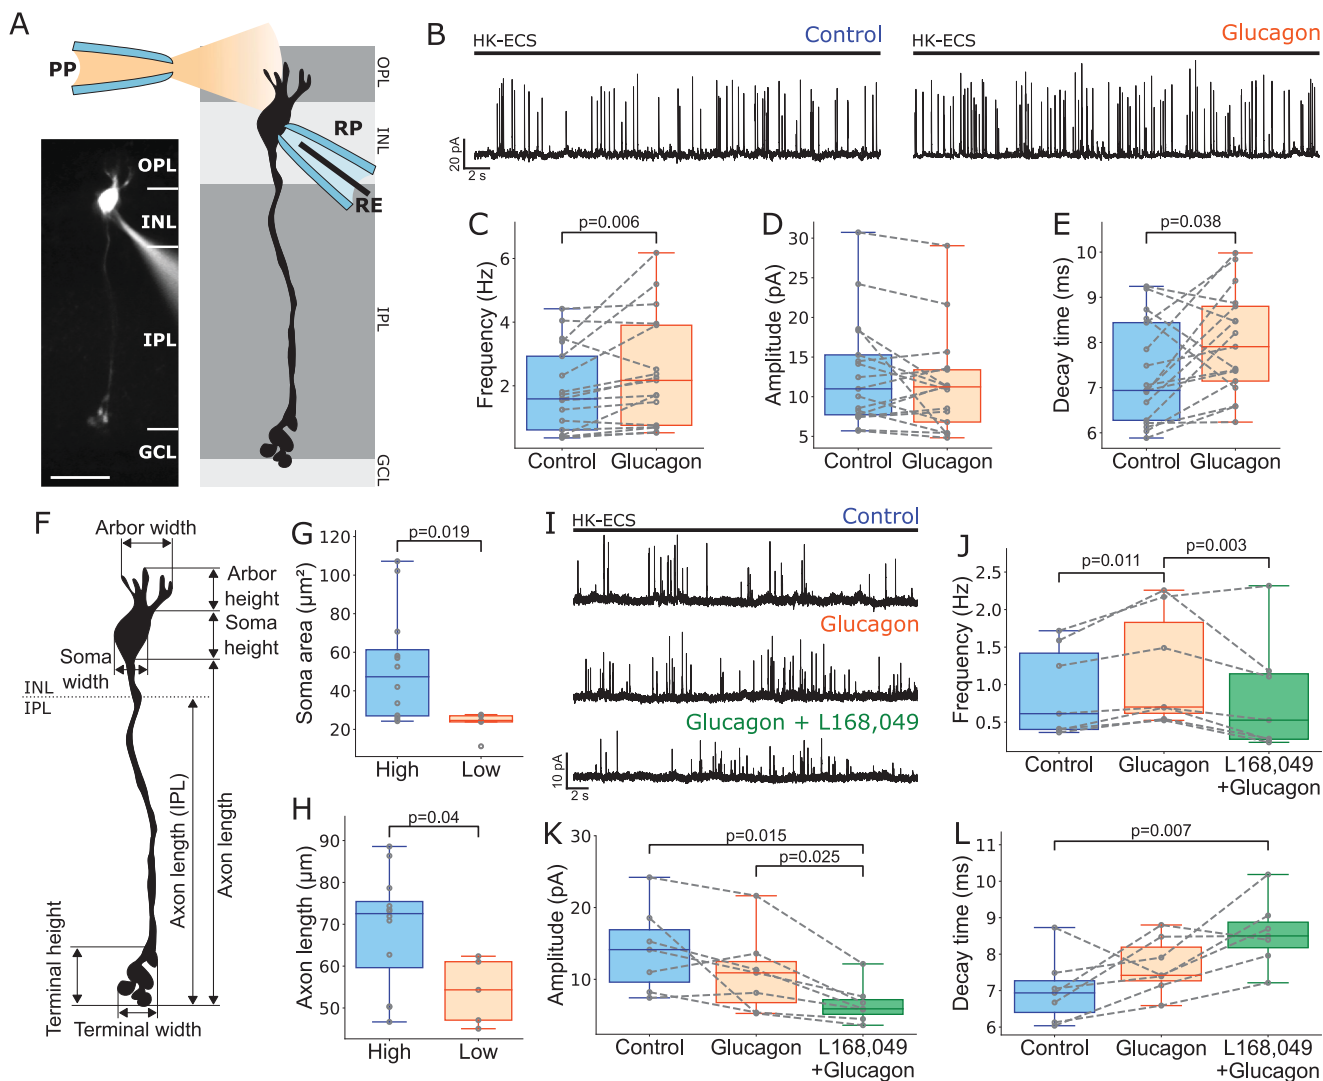 A
PP
OPL
INL
RP
RE
IPL
GCL
OPL
INL
IPL
GCL
B
HK-ECS
Control
HK-ECS
Glucagon
20 pA
2 s
C
p=0.006
Frequency (Hz)
6
4
2
Control
Glucagon
D
Amplitude (pA)
30
25
20
15
10
5
Control
Glucagon
E
p=0.038
Decay time (ms)
10
9
8
7
6
Control
Glucagon
F
Arbor width
Arbor
height
Soma
height
Soma
width
INL
IPL
Axon length (IPL)
Axon length
Terminal height
Terminal width
G
p=0.019
Soma area (µm²)
120
100
80
60
40
20
High
Low
H
p=0.04
Axon length (µm)
90
80
70
60
50
High
Low
I
HK-ECS
Control
Glucagon
Glucagon + L168,049
10 pA
2 s
J
p=0.011
p=0.003
Frequency (Hz)
2.5
2.0
1.5
1.0
0.5
Control
Glucagon
L168,049
+Glucagon
K
p=0.015
p=0.025
Amplitude (pA)
30
20
10
Control
Glucagon
L168,049
+Glucagon
L
p=0.007
Decay time (ms)
11
10
9
8
7
6
Control
Glucagon
L168,049
+Glucagon